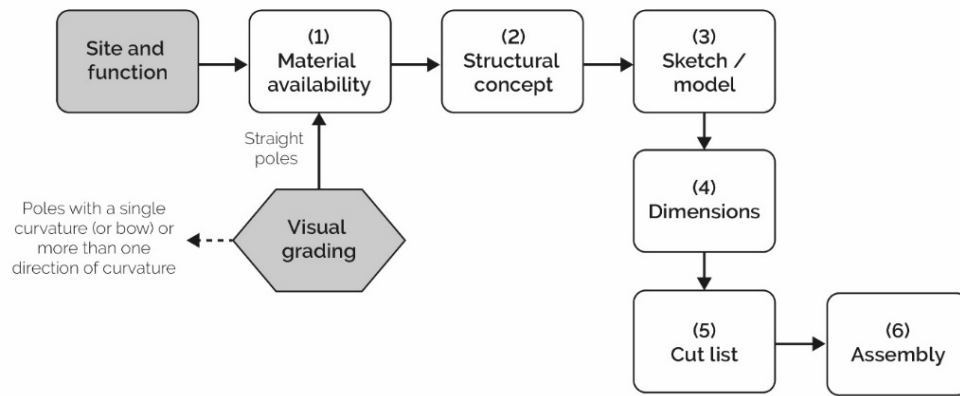 Site and
function
(1)
Material
availability
(2)
Structural
concept
(3)
Sketch /
model
Straight
poles
(4)
Dimensions
Poles with a single
curvature (or bow) or
more than one
direction of curvature
Visual
grading
(5)
Cut list
(6)
Assembly